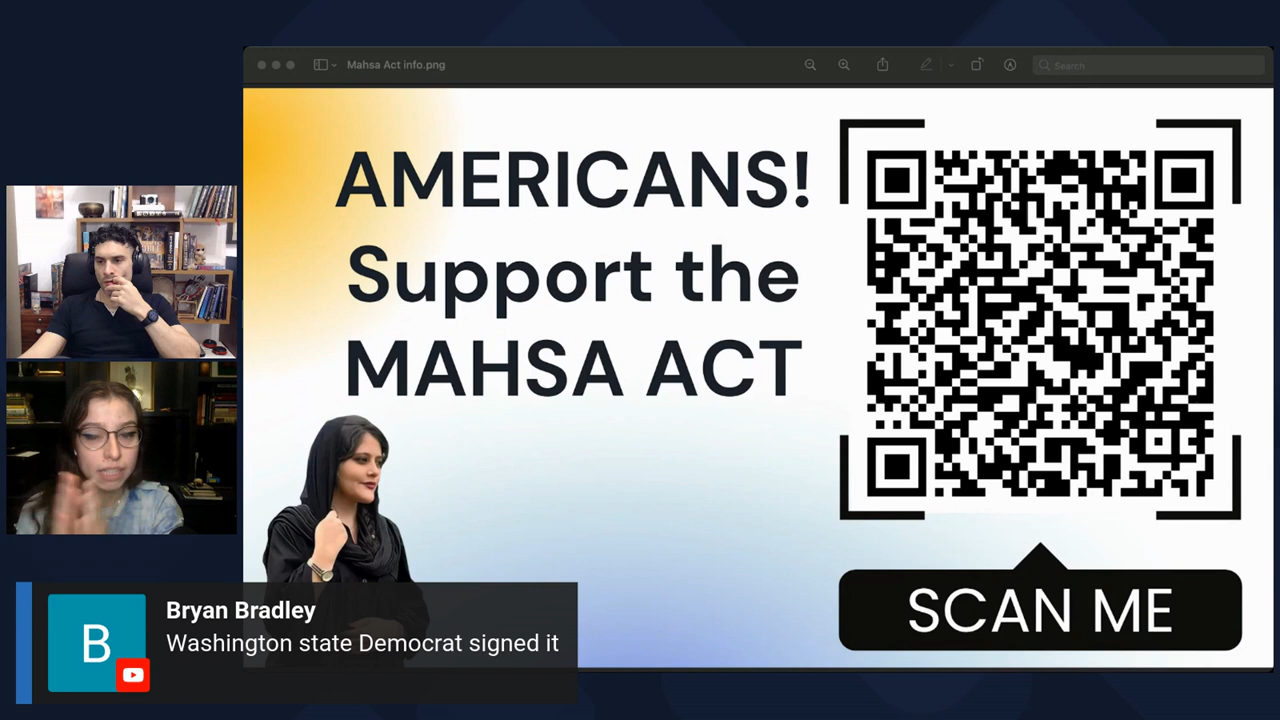 Mahsa Act info.png
Search
AMERICANS!
Support the
MAHSA ACT
SCAN ME
B
Bryan Bradley
Washington state Democrat signed it